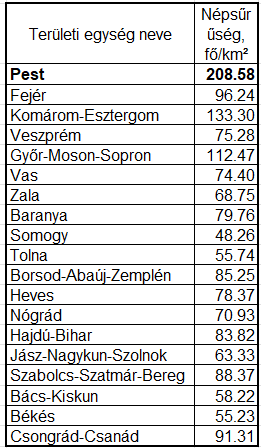 Területi egység neve
Népsűr
űség,
fő/km²
Pest 208.58
Fejér 96.24
Komárom-Esztergom 133.30
Veszprém 75.28
Győr-Moson-Sopron 112.47
Vas 74.40
Zala 68.75
Baranya 79.76
Somogy 48.26
Tolna 55.74
Borsod-Abaúj-Zemplén 85.25
Heves 78.37
Nógrád 70.93
Hajdú-Bihar 83.82
Jász-Nagykun-Szolnok 63.33
Szabolcs-Szatmár-Bereg 88.37
Bács-Kiskun 58.22
Békés 55.23
Csongrád-Csanád 91.31